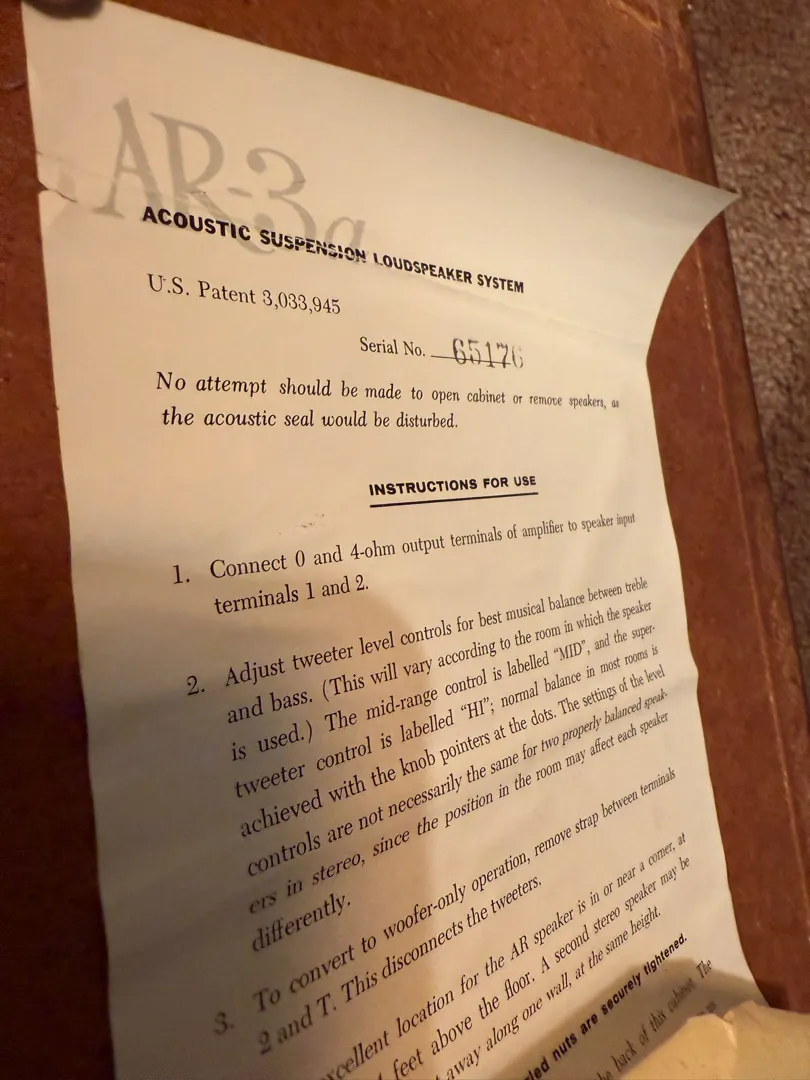 AR-3a
ACOUSTIC SUSPENSION LOUDSPEAKER SYSTEM
U.S. Patent 3,033,945
Serial No. 65176
No attempt should be made to open cabinet or remove speakers, as
the acoustic seal would be disturbed.
INSTRUCTIONS FOR USE
1. Connect 0 and 4-ohm output terminals of amplifier to speaker input
terminals 1 and 2.
2. Adjust tweeter level controls for best musical balance between treble
and bass. (This will vary according to the room in which the speaker
is used.) The mid-range control is labelled “MID”, and the super-
tweeter control is labelled “HI”; normal balance in most rooms is
achieved with the knob pointers at the dots. The settings of the level
controls are not necessarily the same for two properly balanced speak-
ers in stereo, since the position in the room may affect each speaker
differently.
3. To convert to woofer-only operation, remove strap between terminals
2 and T. This disconnects the tweeters.
excellent location for the AR speaker is in or near a corner, at
feet above the floor. A second stereo speaker may be
away along one wall, at the same height.
nuts are securely tightened.
back of this cabinet. The